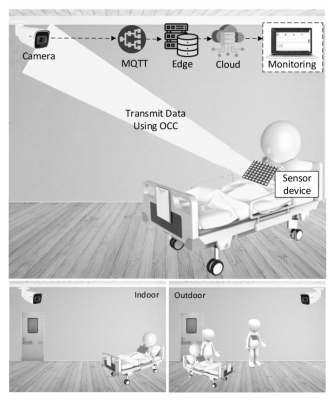 Camera
MQTT
Edge
Cloud
Monitoring
Transmit Data
Using OCC
Sensor
device
Indoor
Outdoor